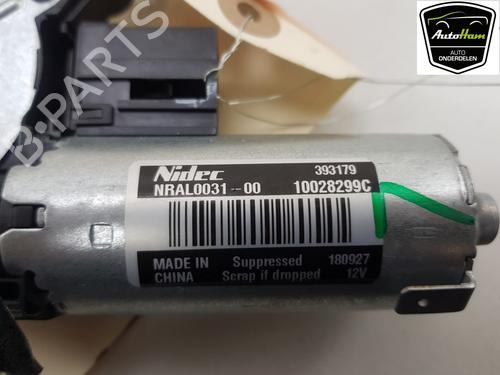 AutoHam
AUTO
ONDERDELEN
B-PARTS
Nidec 393179
NRAL0031--00 10028299C
MADE IN Suppressed 180927
CHINA Scrap if dropped 12V